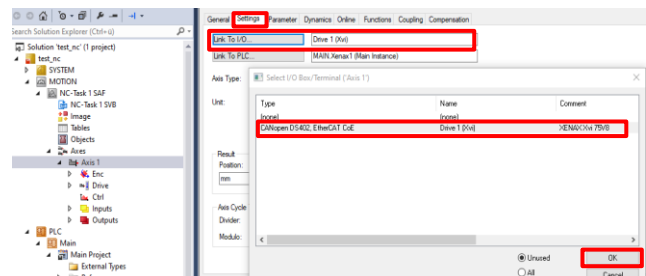 General Settings Parameter Dynamics Online Functions Coupling Compensation
Search Solution Explorer (Ctrl+ü)
Link To I/O... Drive 1 (Xvi)
Solution 'test_nc' (1 project)
Link To PLC... MAIN.Xenax1 (Main Instance)
test_nc
SYSTEM
Axis Type: Select I/O Box/Terminal ('Axis 1')
MOTION
NC-Task 1 SAF
Unit: Type Name Comment
NC-Task 1 SVB
(none) (none)
Image
CANopen DS402, EtherCAT CoE Drive 1 (Xvi) XENAX Xvi 75V8
Tables
Objects
Axes
Result
Axis 1
Position:
Enc
mm
Drive
Ctrl
Axis Cycle
Inputs
Divider:
Outputs
PLC
Modulo:
Main
Main Project
Unused OK
External Types
All Cancel